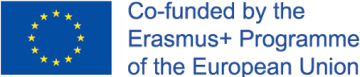 Co-funded by the
Erasmus+ Programme
of the European Union